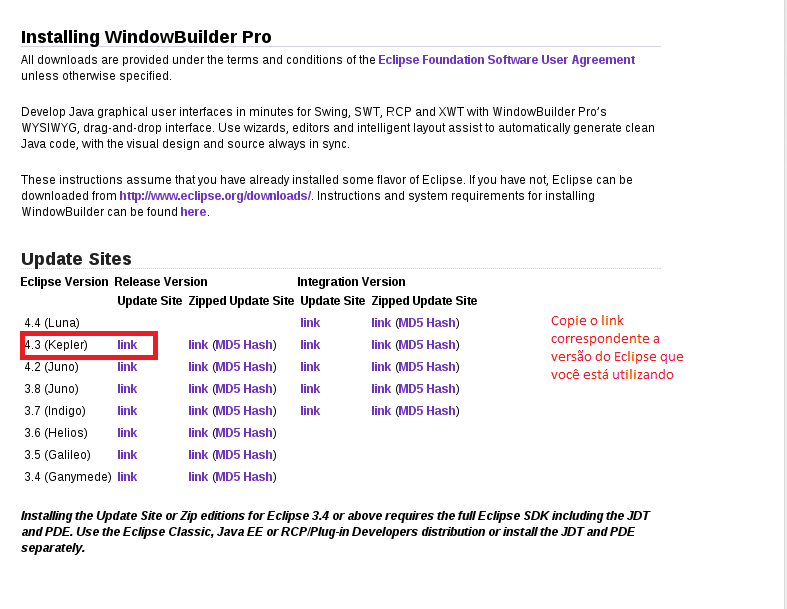 Installing WindowBuilder Pro
All downloads are provided under the terms and conditions of the Eclipse Foundation Software User Agreement
unless otherwise specified.
Develop Java graphical user interfaces in minutes for Swing, SWT, RCP and XWT with WindowBuilder Pro's
WYSIWYG, drag-and-drop interface. Use wizards, editors and intelligent layout assist to automatically generate clean
Java code, with the visual design and source always in sync.
These instructions assume that you have already installed some flavor of Eclipse. If you have not, Eclipse can be
downloaded from http://www.eclipse.org/downloads/. Instructions and system requirements for installing
WindowBuilder can be found here.
Update Sites
Eclipse Version Release Version Integration Version
Update Site Zipped Update Site Update Site Zipped Update Site
4.4 (Luna) link link (MD5 Hash)
4.3 (Kepler) link link (MD5 Hash) link link (MD5 Hash)
4.2 (Juno) link link (MD5 Hash) link link (MD5 Hash)
3.8 (Juno) link link (MD5 Hash) link link (MD5 Hash)
3.7 (Indigo) link link (MD5 Hash) link link (MD5 Hash)
3.6 (Helios) link link (MD5 Hash)
3.5 (Galileo) link link (MD5 Hash)
3.4 (Ganymede) link link (MD5 Hash)
Copie o link
correspondente a
versão do Eclipse que
você está utilizando
Installing the Update Site or Zip editions for Eclipse 3.4 or above requires the full Eclipse SDK including the JDT
and PDE. Use the Eclipse Classic, Java EE or RCP/Plug-in Developers distribution or install the JDT and PDE
separately.